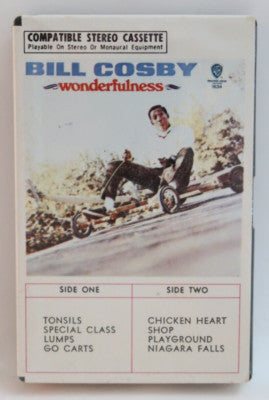 COMPATIBLE STEREO CASSETTE
Playable On Stereo Or Monaural Equipment
BILL COSBY
wonderfulness
SIDE ONE
TONSILS
SPECIAL CLASS
LUMPS
GO CARTS
SIDE TWO
CHICKEN HEART
SHOP
PLAYGROUND
NIAGARA FALLS